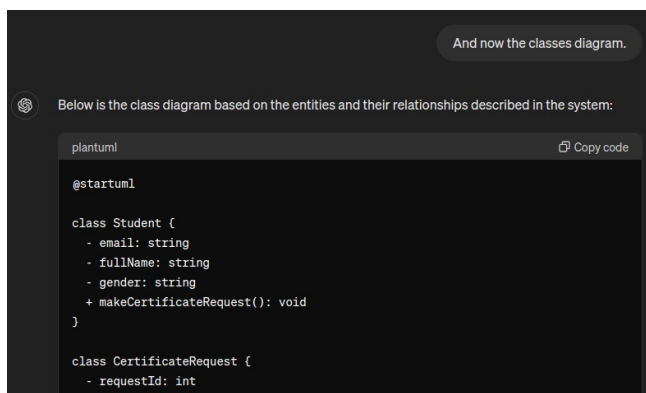 And now the classes diagram.
Below is the class diagram based on the entities and their relationships described in the system:
plantuml
Copy code
@startuml
class Student {
- email: string
- fullName: string
- gender: string
+ makeCertificateRequest(): void
}
class CertificateRequest {
- requestId: int